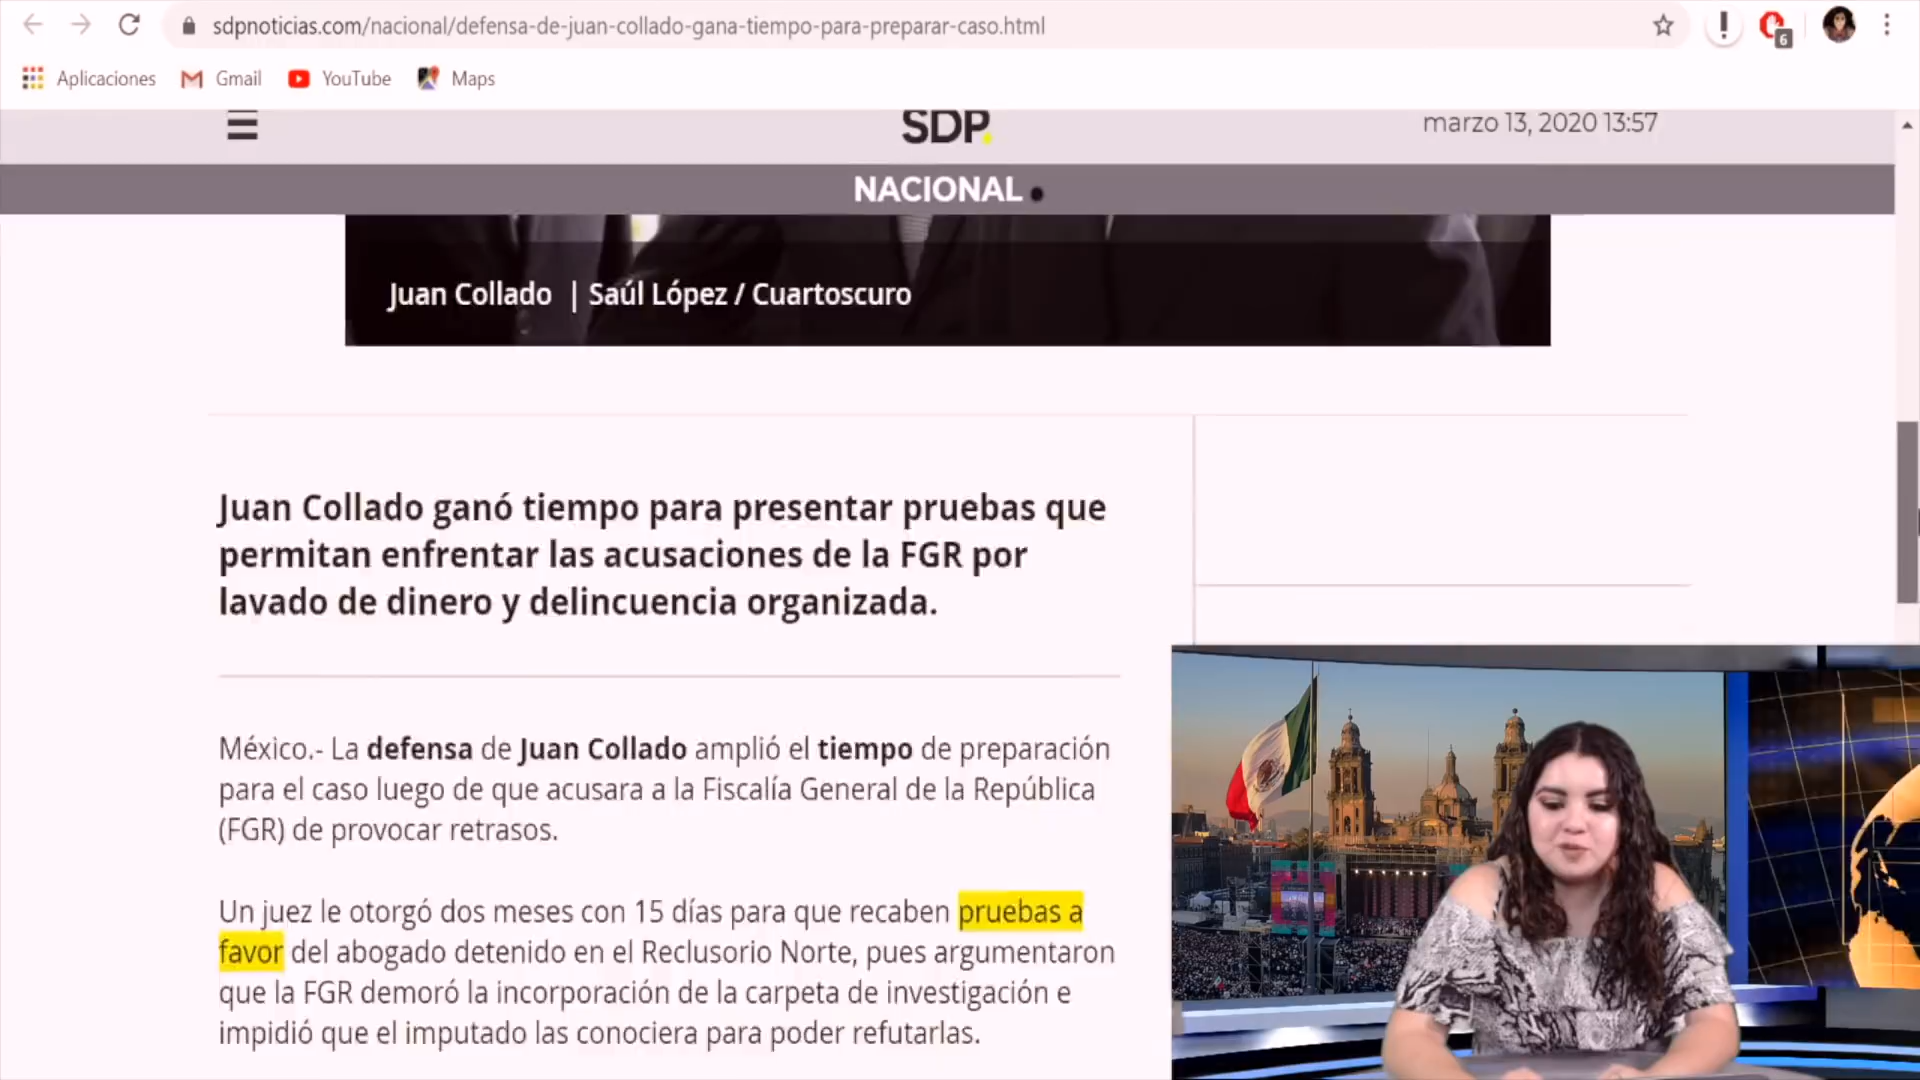 sdpnoticias.com/nacional/defensa-de-juan-collado-gana-tiempo-para-preparar-caso.html
6
Aplicaciones
Gmail
YouTube
Maps
SDP.
marzo 13, 2020 13:57
NACIONAL
Juan Collado | Saúl López / Cuartoscuro
Juan Collado ganó tiempo para presentar pruebas que
permitan enfrentar las acusaciones de la FGR por
lavado de dinero y delincuencia organizada.
México.- La defensa de Juan Collado amplió el tiempo de preparación
para el caso luego de que acusara a la Fiscalía General de la República
(FGR) de provocar retrasos.
Un juez le otorgó dos meses con 15 días para que recaben pruebas a
favor del abogado detenido en el Reclusorio Norte, pues argumentaron
que la FGR demoró la incorporación de la carpeta de investigación e
impidió que el imputado las conociera para poder refutarlas.